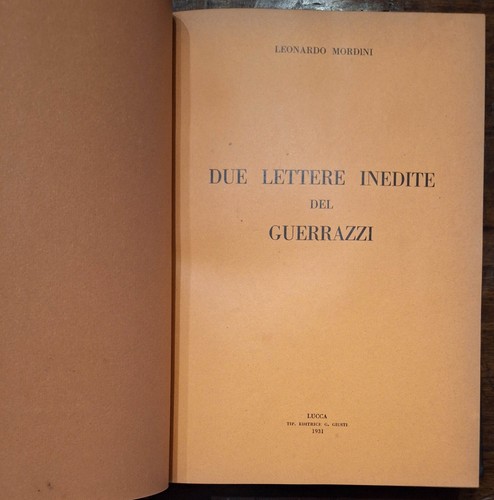 LEONARDO MORDINI
DUE LETTERE INEDITE
DEL
GUERRAZZI
LUCCA
TIP. EDITRICE G. GIUSTI
1931